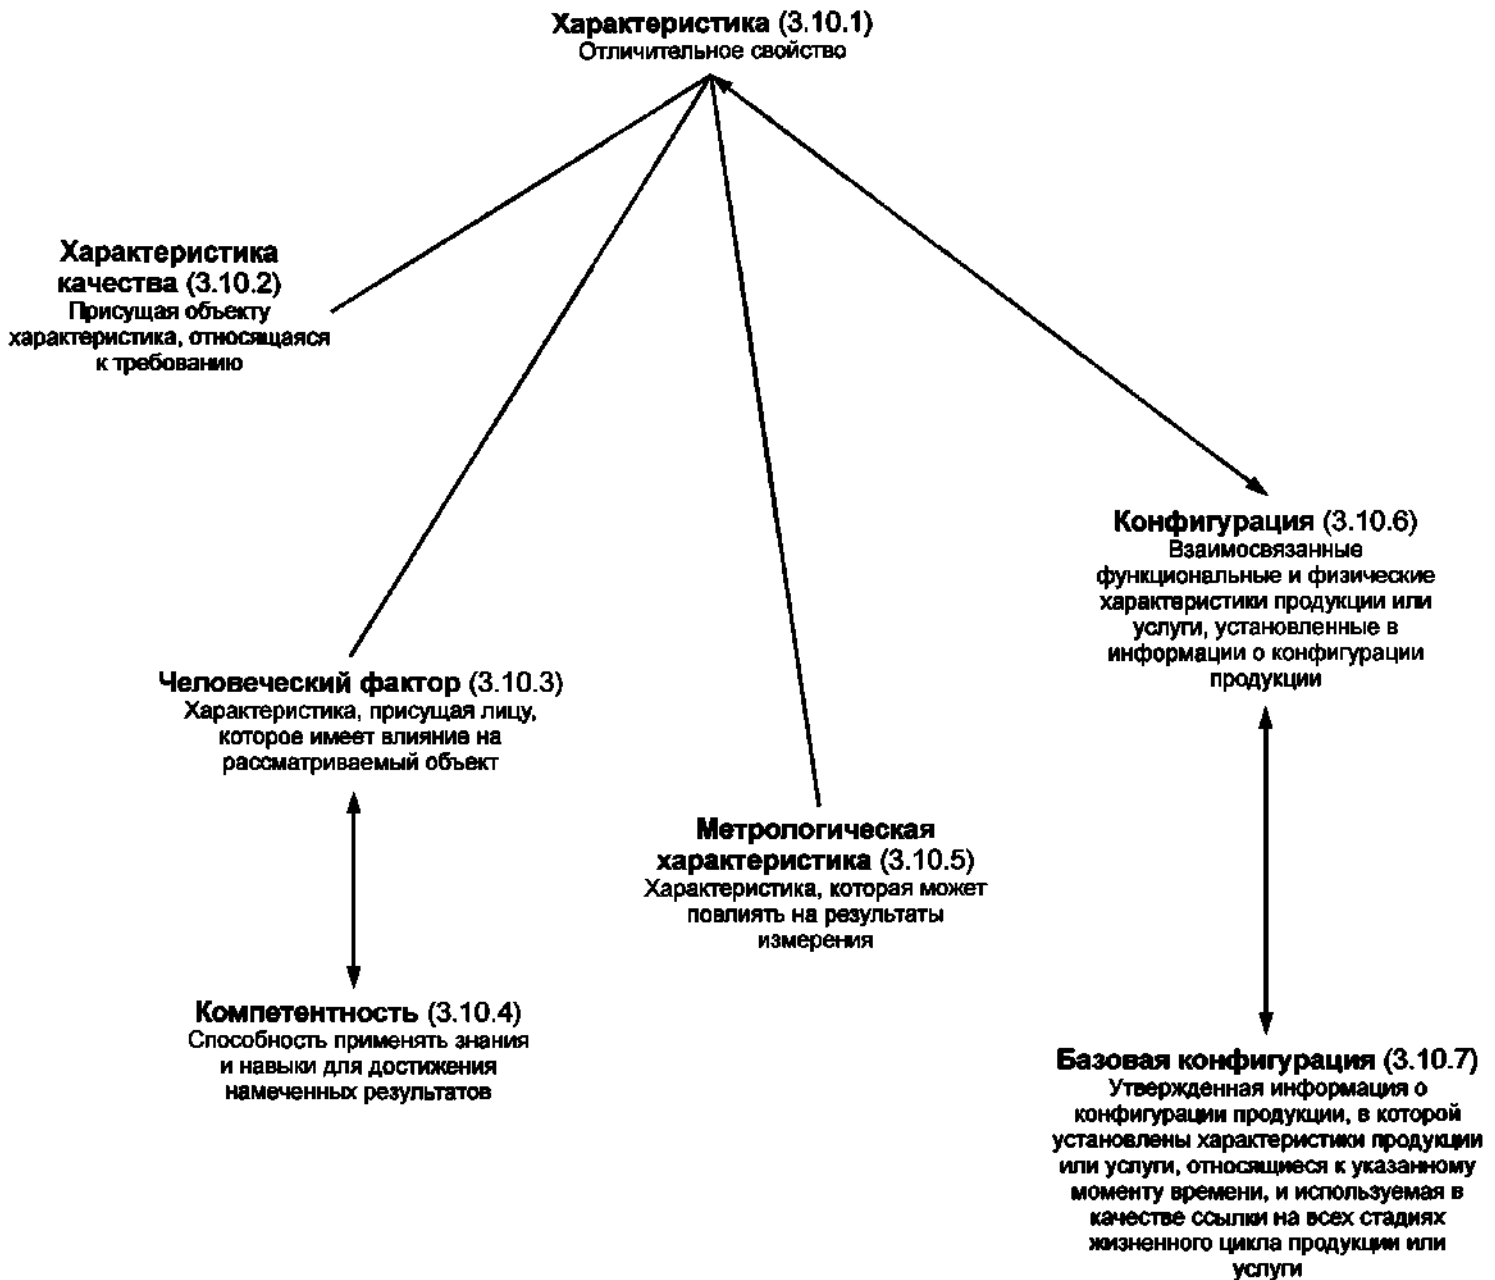 Характеристика (3.10.1)
Отличительное свойство
Характеристика
качества (3.10.2)
Присущая объекту
характеристика, относящаяся
к требованию
Конфигурация (3.10.6)
Взаимосвязанные
функциональные и физические
характеристики продукции или
услуги, установленные в
информации о конфигурации
продукции
Человеческий фактор (3.10.3)
Характеристика, присущая лицу,
которое имеет влияние на
рассматриваемый объект
Метрологическая
характеристика (3.10.5)
Характеристика, которая может
повлиять на результаты
измерения
Компетентность (3.10.4)
Способность применять знания
и навыки для достижения
намеченных результатов
Базовая конфигурация (3.10.7)
Утвержденная информация о
конфигурации продукции, в которой
установлены характеристики продукции
или услуги, относящиеся к указанному
моменту времени, и используемая в
качестве ссылки на всех стадиях
жизненного цикла продукции или
услуги